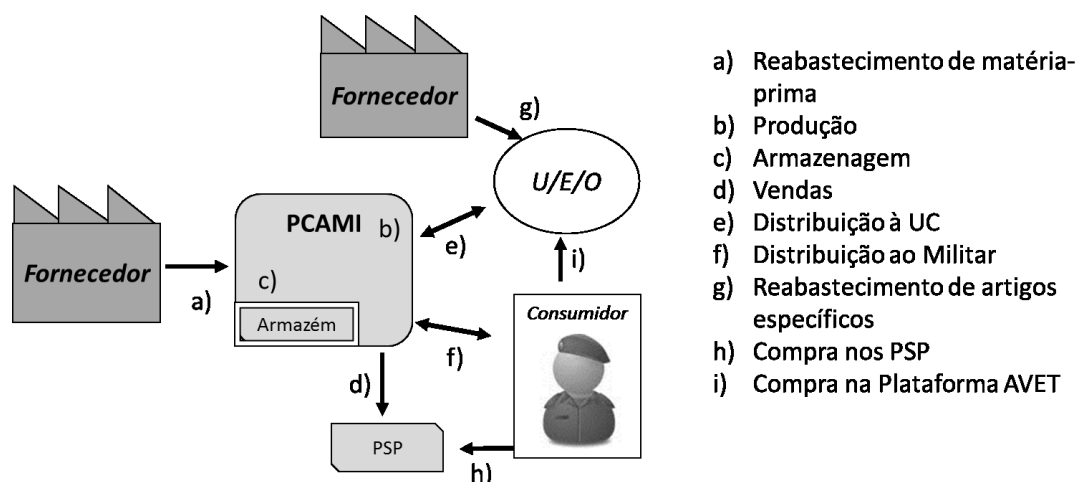 Fornecedor
g)
U/E/O
PCAMI
b)
e)
i)
Fornecedor
a)
c)
Armazém
Consumidor
f)
d)
PSP
h)
a) Reabastecimento de matéria-
prima
b) Produção
c) Armazenagem
d) Vendas
e) Distribuição à UC
f) Distribuição ao Militar
g) Reabastecimento de artigos
específicos
h) Compra nos PSP
i) Compra na Plataforma AVET